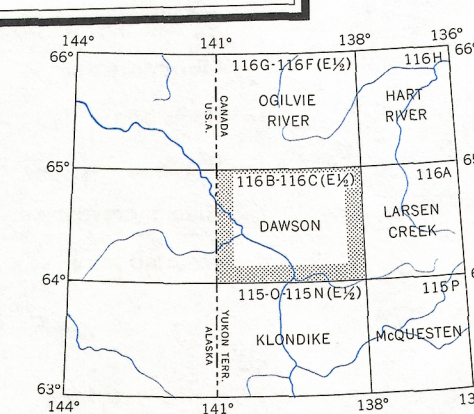 144°
141°
138°
136°
66°
66°
116G-116F(E½)
116H
OGILVIE
RIVER
HART
RIVER
CANADA
U.S.A.
65°
65
116B-116C(E½)
116A
DAWSON
LARSEN
CREEK
64°
64
115-O-115N(E½)
115P
YUKON TERR.
ALASKA
KLONDIKE
McQUESTEN
63°
144°
141°
138°